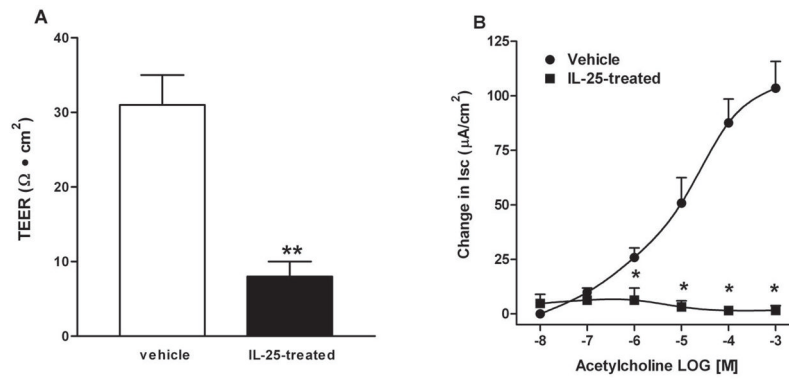 A
TEER (Ω • cm²)
40
30
20
10
0
**
vehicle
IL-25-treated
B
Change in Isc (μA/cm²)
125
100
75
50
25
0
Vehicle
IL-25-treated
*
*
*
*
-8
-7
-6
-5
-4
-3
Acetylcholine LOG [M]